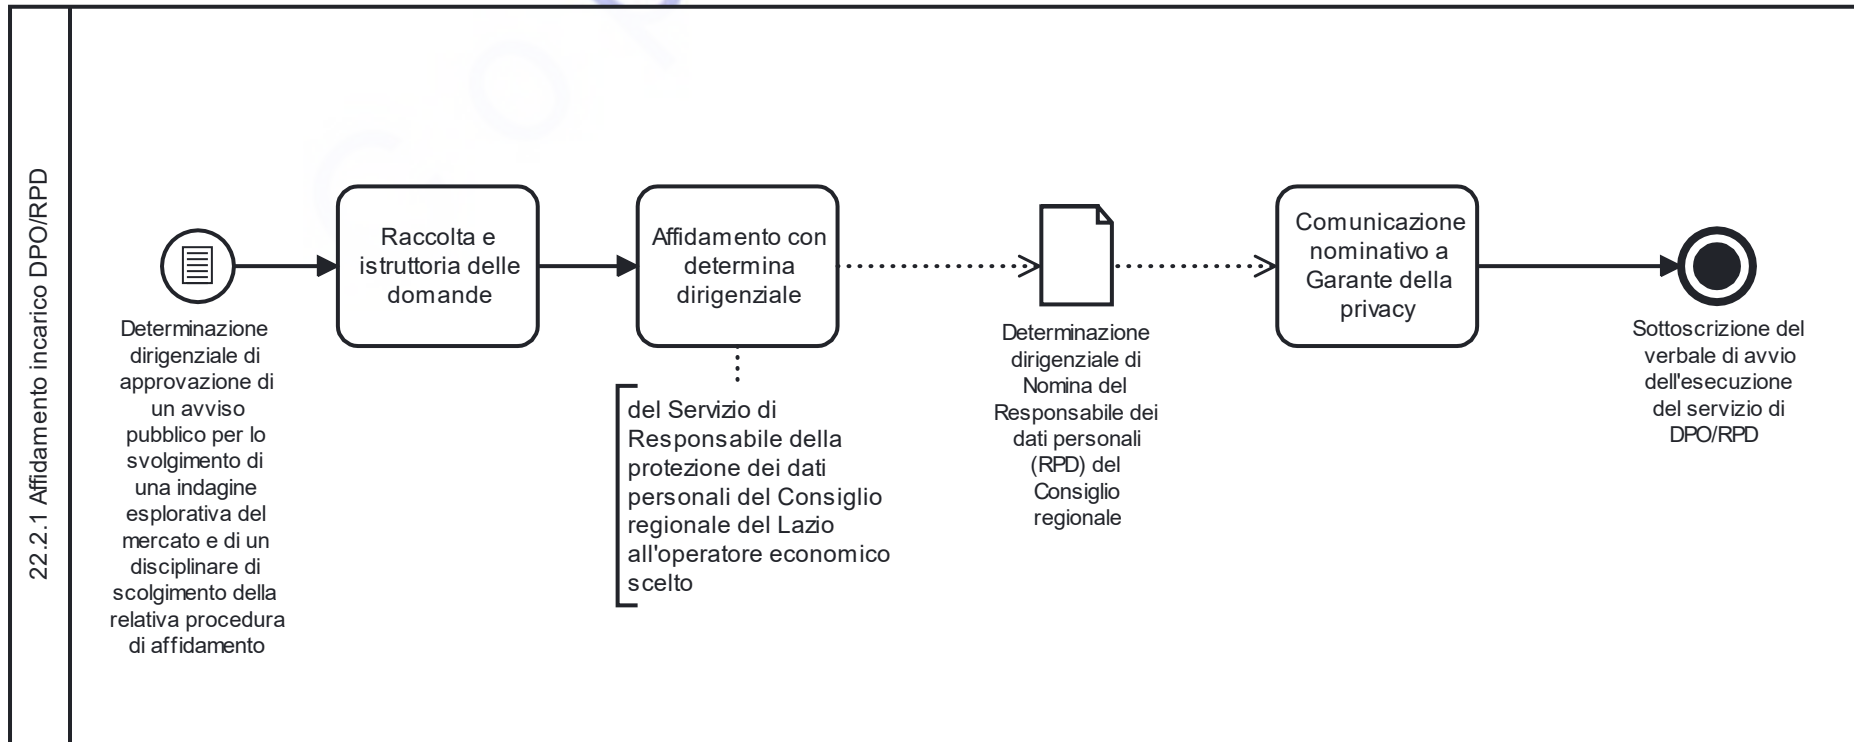 22.2.1 Affidamento incarico DPO/RPD
Determinazione
dirigenziale di
approvazione di
un avviso
pubblico per lo
svolgimento di
una indagine
esplorativa del
mercato e di un
disciplinare di
scolgimento della
relativa procedura
di affidamento
Raccolta e
istruttoria delle
domande
Affidamento con
determina
dirigenziale
del Servizio di
Responsabile della
protezione dei dati
personali del Consiglio
regionale del Lazio
all'operatore economico
scelto
Determinazione
dirigenziale di
Nomina del
Responsabile dei
dati personali
(RPD) del
Consiglio
regionale
Comunicazione
nominativo a
Garante della
privacy
Sottoscrizione del
verbale di avvio
dell'esecuzione
del servizio di
DPO/RPD